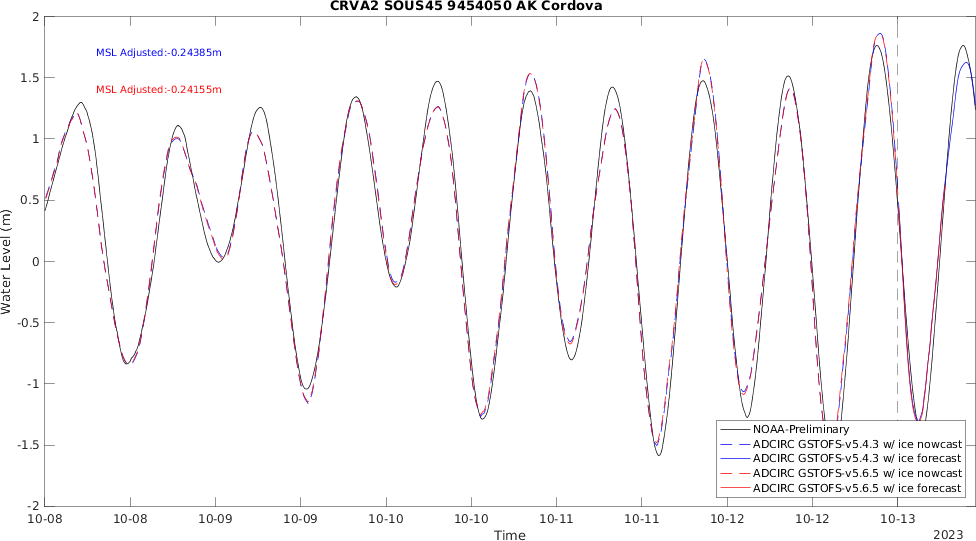 CRVA2 SOUS45 9454050 AK Cordova
2
1.5
1
0.5
0
-0.5
-1
-1.5
-2
Water Level (m)
MSL Adjusted:-0.24385m
MSL Adjusted:-0.24155m
NOAA-Preliminary
ADCIRC GSTOFS-v5.4.3 w/ ice nowcast
ADCIRC GSTOFS-v5.4.3 w/ ice forecast
ADCIRC GSTOFS-v5.6.5 w/ ice nowcast
ADCIRC GSTOFS-v5.6.5 w/ ice forecast
10-08 10-08 10-09 10-09 10-10 10-10 10-11 10-11 10-12 10-12 10-13
Time
2023